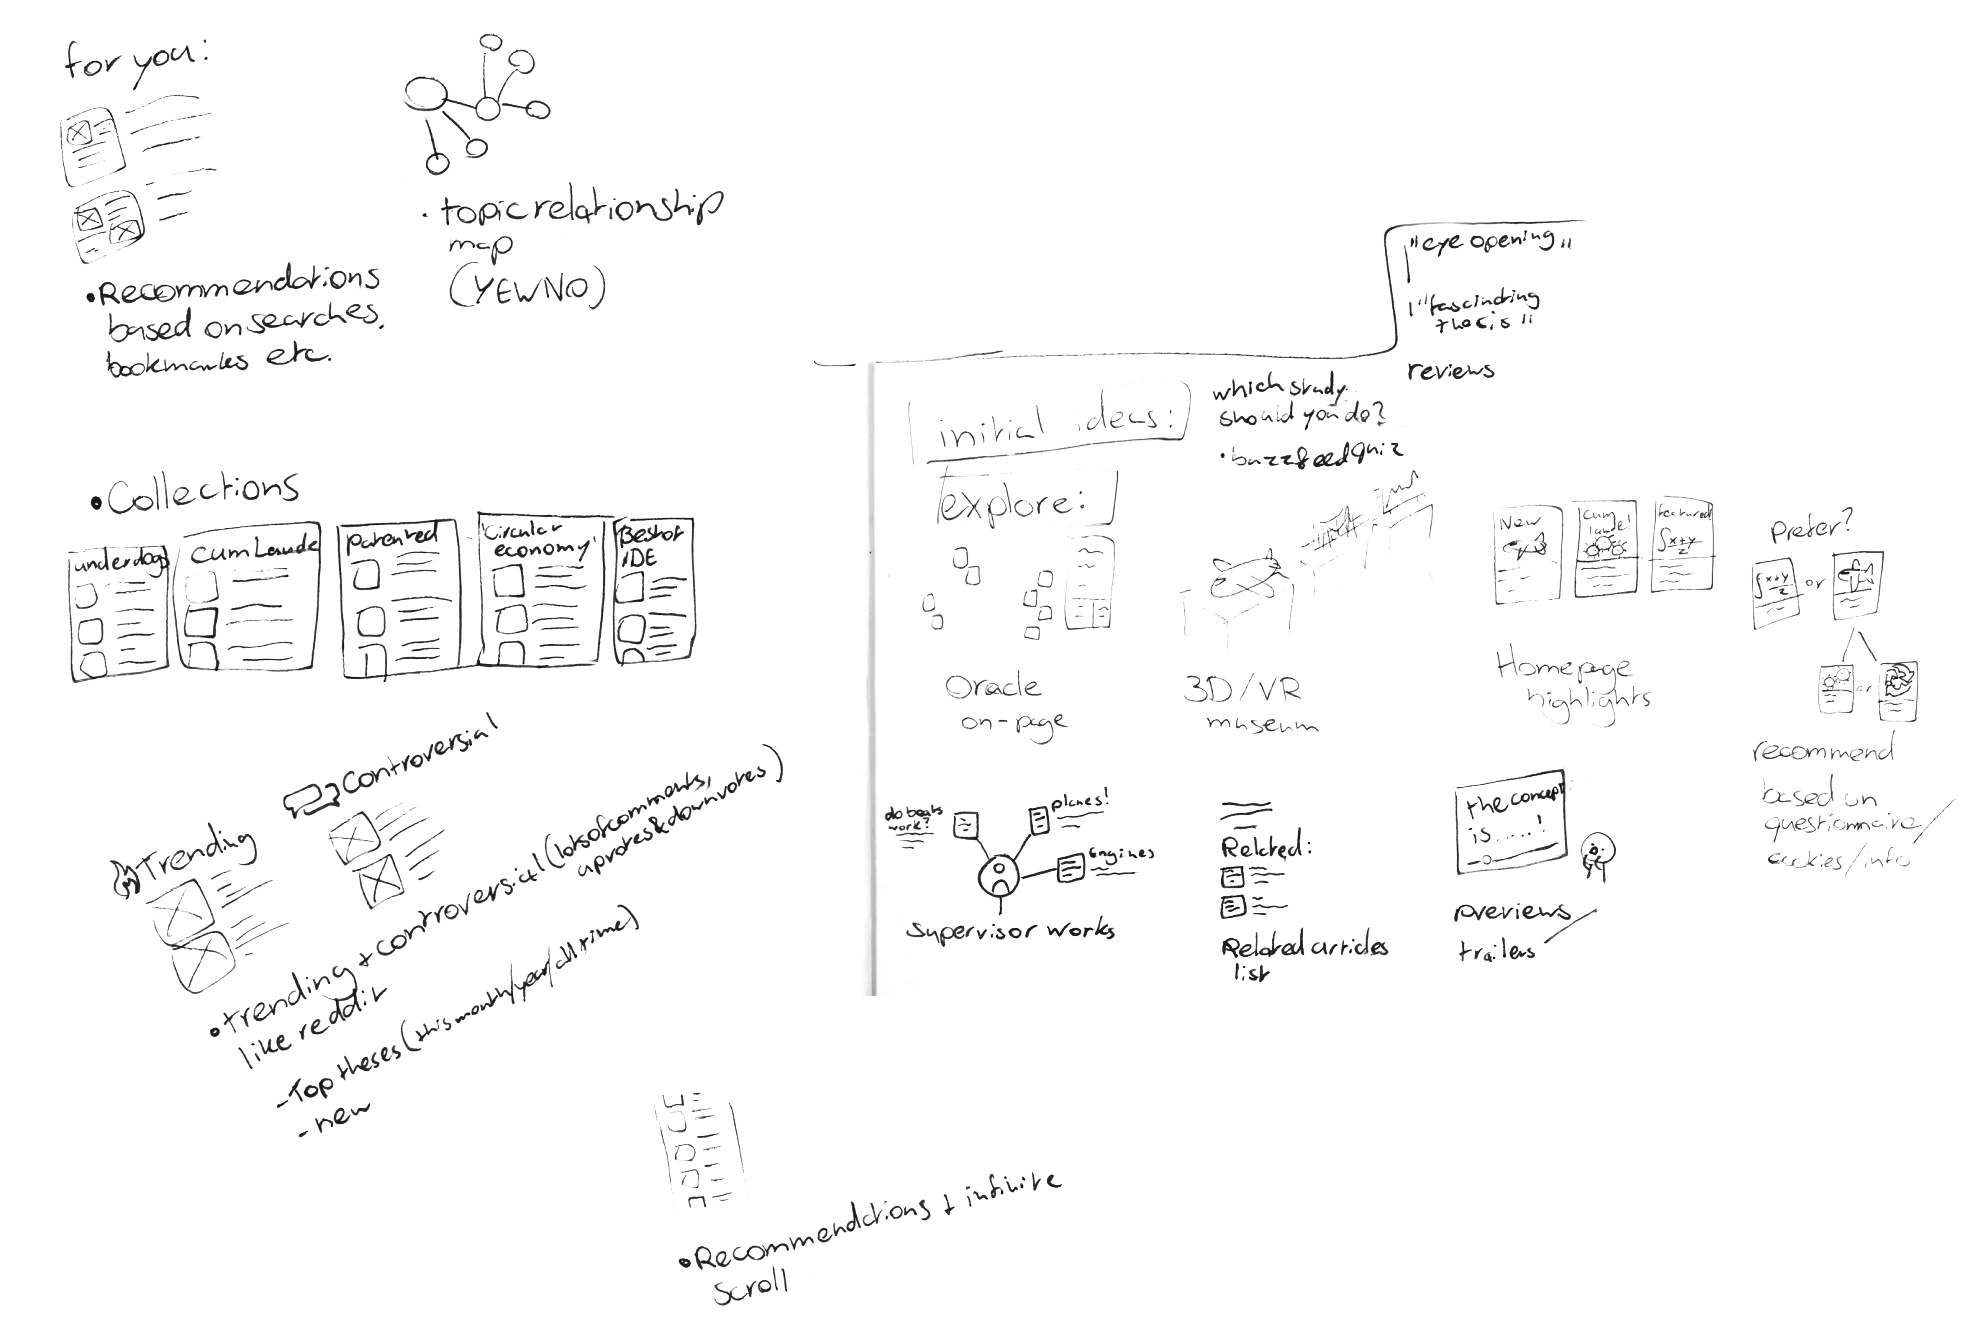 for you:
•Recommendations
based on searches,
bookmarks etc.
• topic relationship
map
(YEWNO)
•Collections
underdogs
Cum Laude
patented
'Circular
economy'
Best of
IDE
Controversial
Trending
•trending + controversial (lots of comments,
upvotes & downvotes)
like reddit
-Top theses (this month/year/all time)
-new
•Recommendations + infinite
scroll
"eye opening"
"fascinating
thesis"
reviews
initial ideas:
which study
should you do?
•buzzfeed quiz
explore:
Oracle
on-page
3D/VR
museum
New
Cum
laude!
featured
∫x+y/2
Homepage
highlights
prefer?
∫x+y/2 or
or
recommend
based on
questionnaire/
cookies/info
do boats
work?
planes!
Engines
Supervisor works
Related:
Related articles
list
the concept
is.....!
previews/
trailers